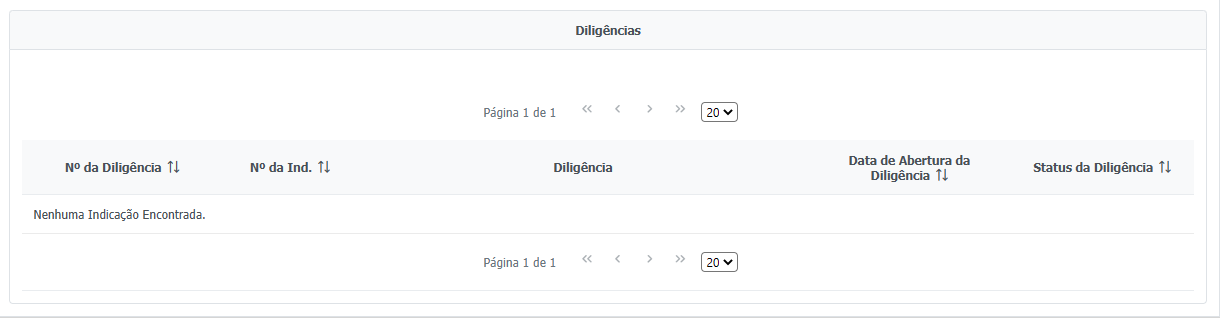 Diligências
Página 1 de 1 « ‹ › » 20
Nº da Diligência ↑↓ Nº da Ind. ↑↓ Diligência Data de Abertura da Diligência ↑↓ Status da Diligência ↑↓
Nenhuma Indicação Encontrada.
Página 1 de 1 « ‹ › » 20